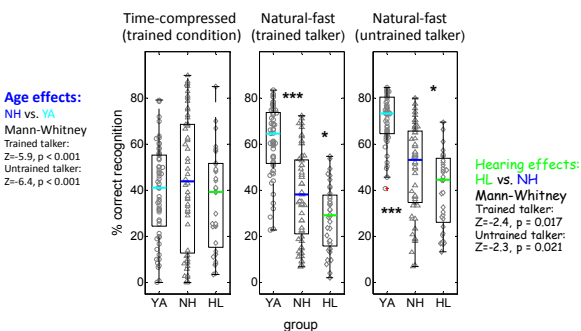 Time-compressed
(trained condition)
Natural-fast
(trained talker)
Natural-fast
(untrained talker)
Age effects:
NH vs. YA
Mann-Whitney
Trained talker:
Z=-5.9, p < 0.001
Untrained talker:
Z=-6.4, p < 0.001
% correct recognition
80
60
40
20
0
YA NH HL
***
*
80
60
40
20
0
YA NH HL
*
***
80
60
40
20
0
YA NH HL
group
Hearing effects:
HL vs. NH
Mann-Whitney
Trained talker:
Z=-2.4, p = 0.017
Untrained talker:
Z=-2.3, p = 0.021